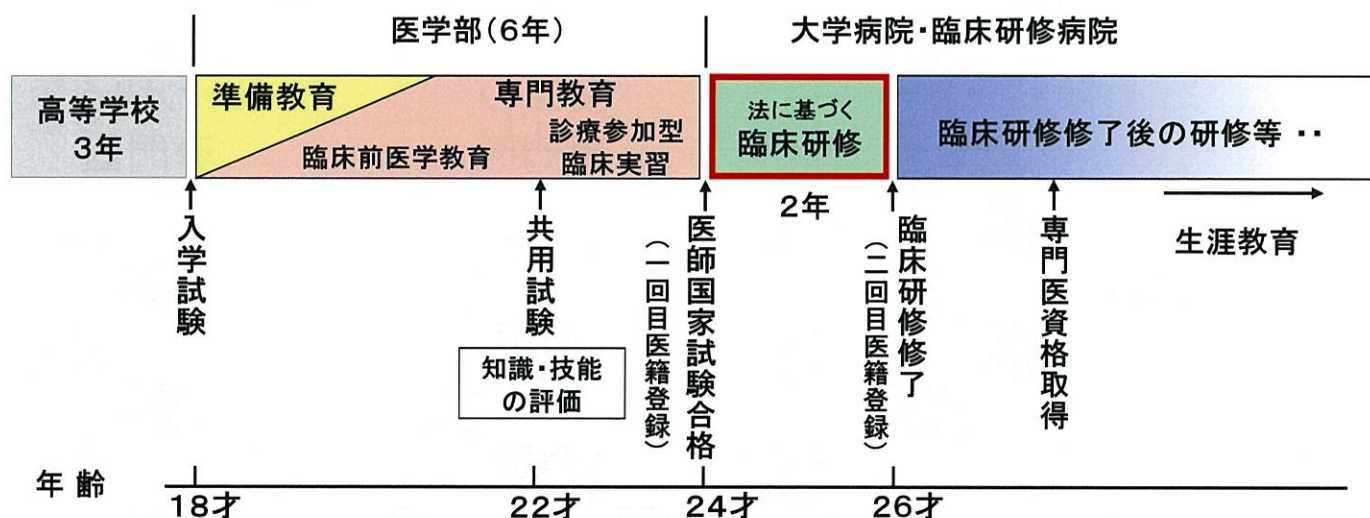 医学部(6年)
大学病院・臨床研修病院
高等学校
3年
準備教育
専門教育
臨床前医学教育
診療参加型
臨床実習
法に基づく
臨床研修
臨床研修修了後の研修等 ・・
2年
生涯教育
入学試験
共用試験
知識・技能
の評価
医師国家試験合格
(一回目医籍登録)
臨床研修修了
(二回目医籍登録)
専門医資格取得
年 齢
18才
22才
24才
26才